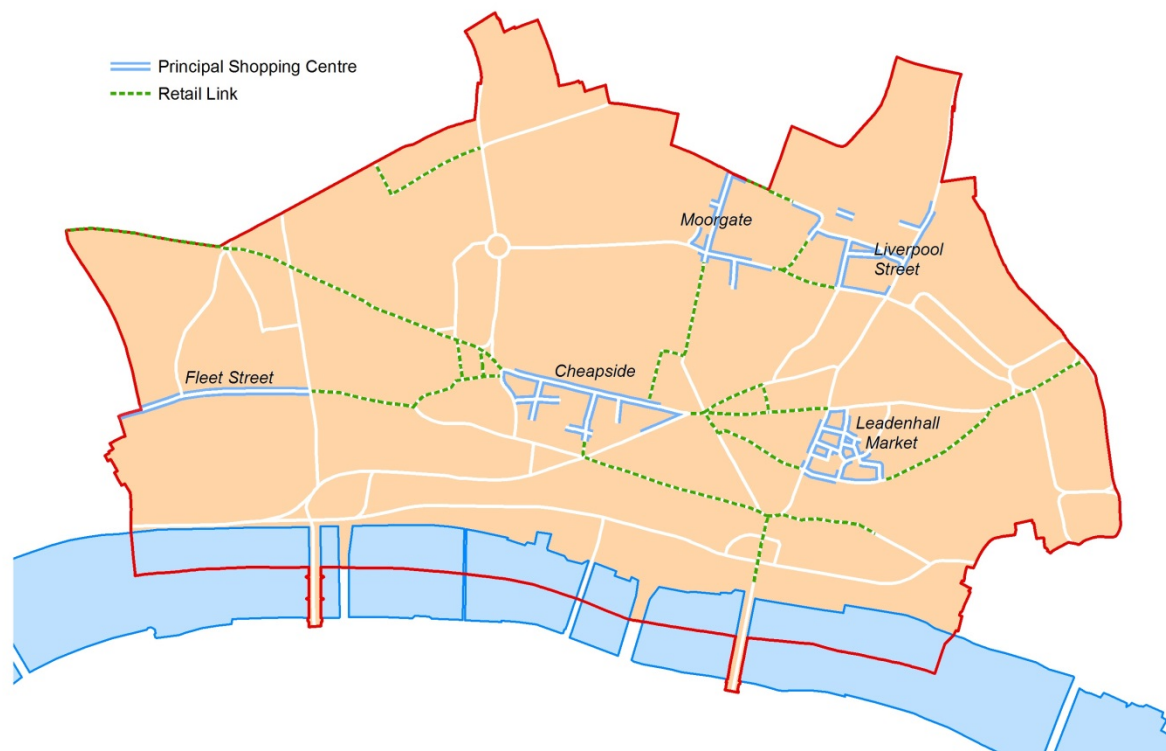 Principal Shopping Centre
Retail Link
Moorgate
Liverpool
Street
Fleet Street
Cheapside
Leadenhall
Market